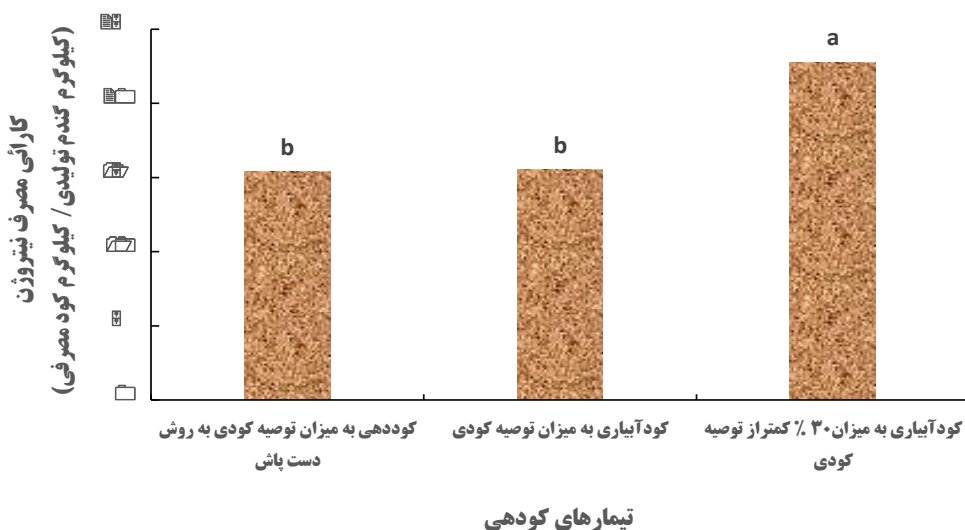 کارائی مصرف نیتروژن
(کیلوگرم گندم تولیدی/ کیلوگرم کود مصرفی)
b
b
a
کوددهی به میزان توصیه کودی به روش
دست پاش
کودآبیاری به میزان توصیه کودی
کودآبیاری به میزان۳۰ % کمتراز توصیه
کودی
تیمارهای کودهی